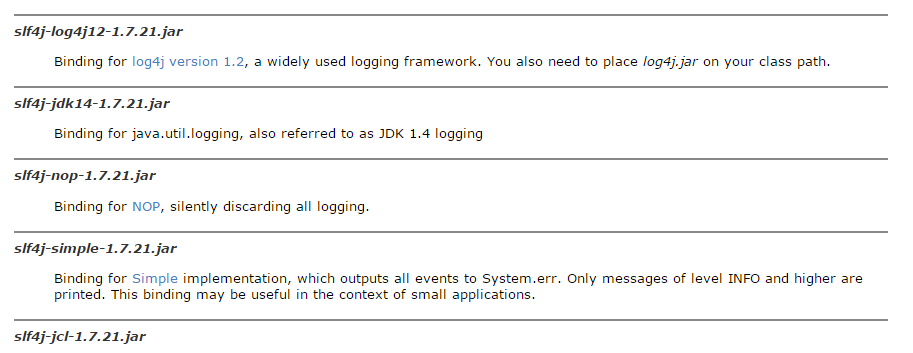 slf4j-log4j12-1.7.21.jar
Binding for log4j version 1.2, a widely used logging framework. You also need to place log4j.jar on your class path.
slf4j-jdk14-1.7.21.jar
Binding for java.util.logging, also referred to as JDK 1.4 logging
slf4j-nop-1.7.21.jar
Binding for NOP, silently discarding all logging.
slf4j-simple-1.7.21.jar
Binding for Simple implementation, which outputs all events to System.err. Only messages of level INFO and higher are
printed. This binding may be useful in the context of small applications.
slf4j-jcl-1.7.21.jar